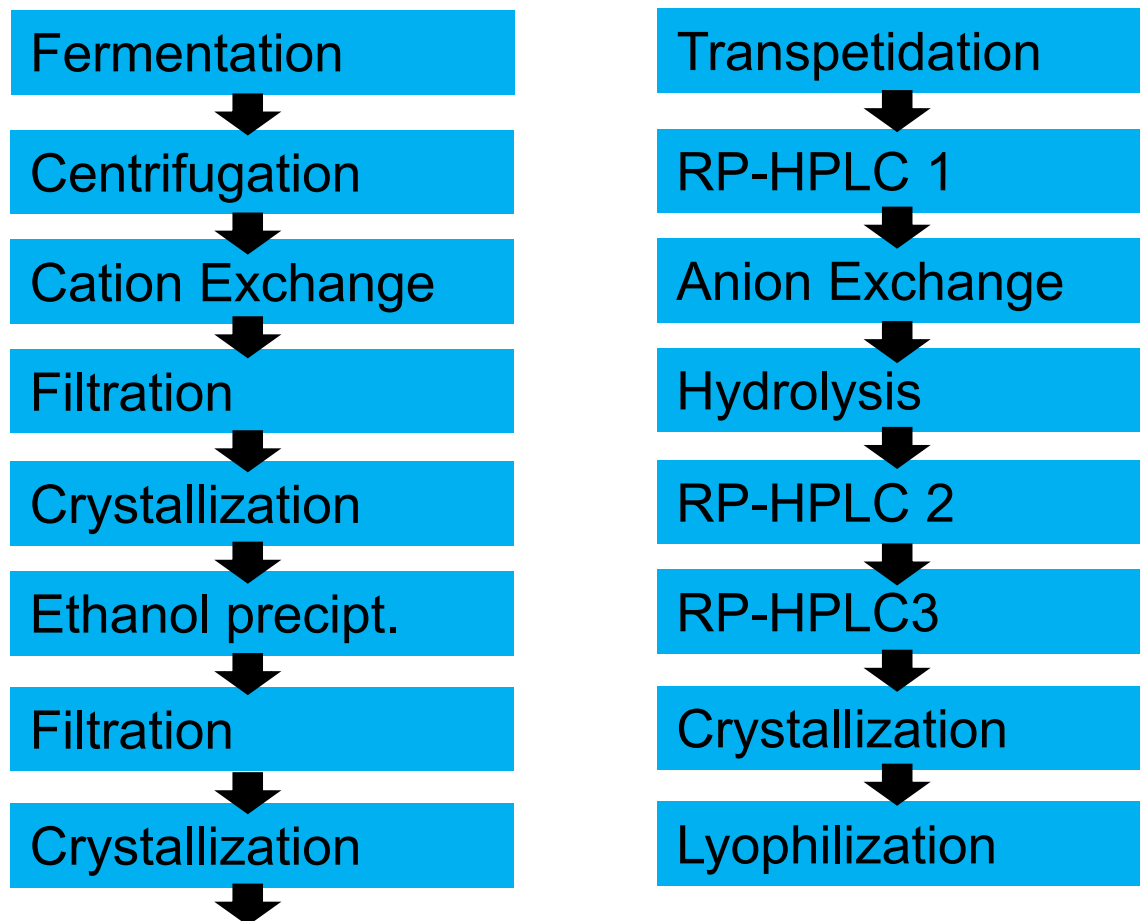 Fermentation
Centrifugation
Cation Exchange
Filtration
Crystallization
Ethanol precipt.
Filtration
Crystallization
Transpetidation
RP-HPLC 1
Anion Exchange
Hydrolysis
RP-HPLC 2
RP-HPLC3
Crystallization
Lyophilization